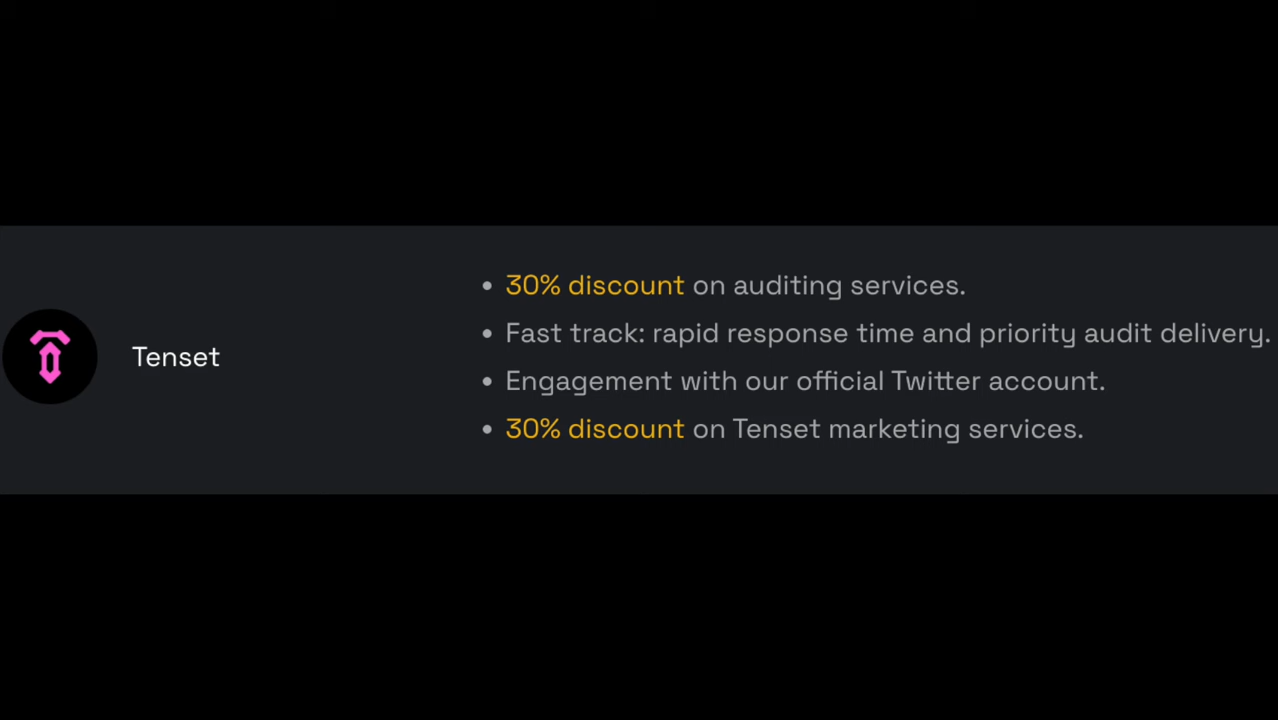 Tenset
30% discount on auditing services.
Fast track: rapid response time and priority audit delivery.
Engagement with our official Twitter account.
30% discount on Tenset marketing services.